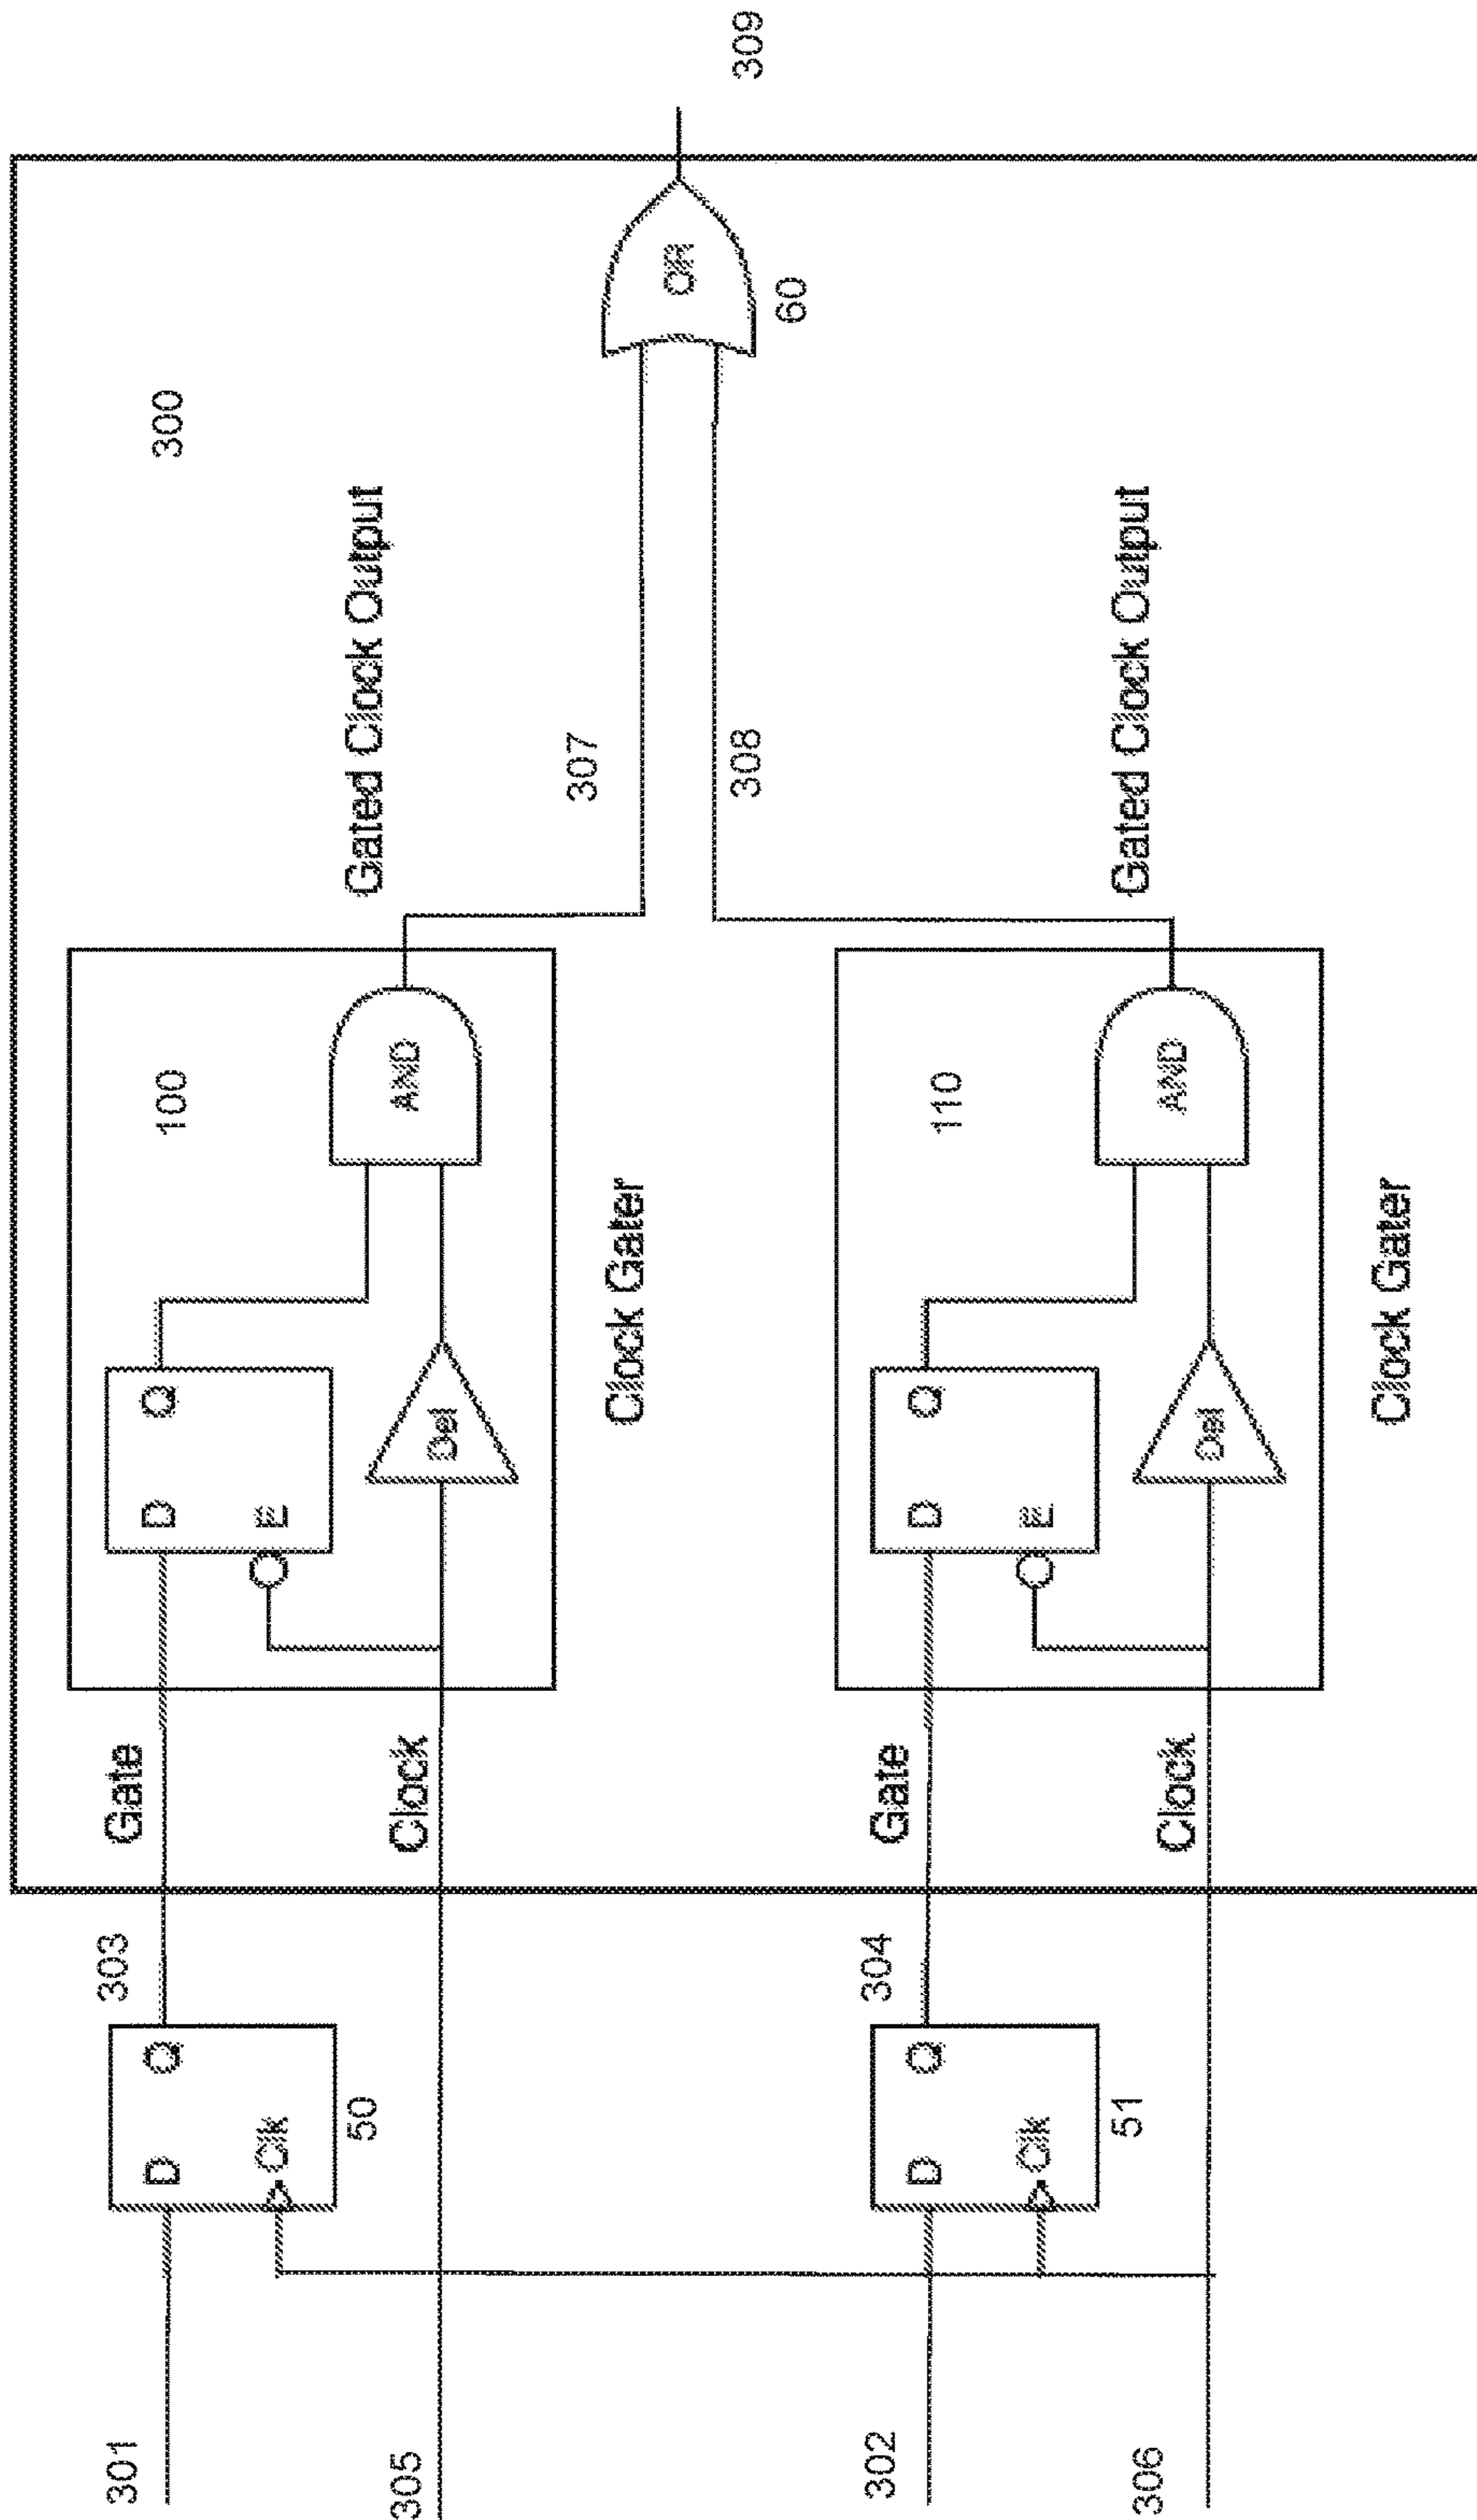 300
309
OR
60
Gated Clock Output
307
308
Gated Clock Output
100
AND
Q
D
E
Del
Clock Gater
110
AND
Q
D
E
Del
Clock Gater
Gate
Clock
Gate
Clock
303
Q
D
Clk
50
304
Q
D
Clk
51
301
305
302
306